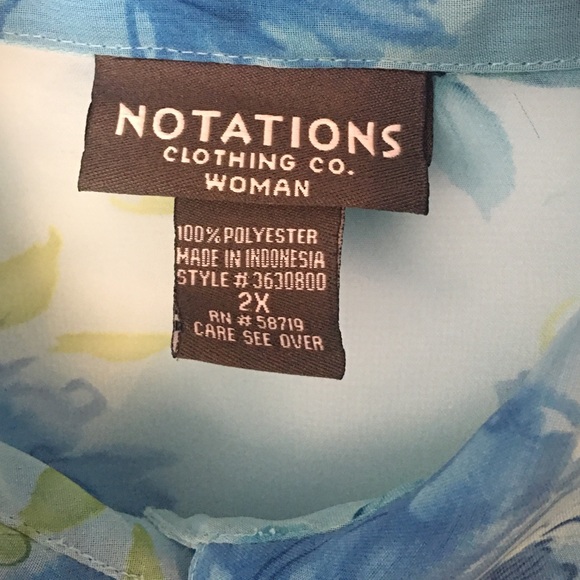 NOTATIONS
CLOTHING CO.
WOMAN
100% POLYESTER
MADE IN INDONESIA
STYLE # 3630800
2X
RN # 58719
CARE SEE OVER